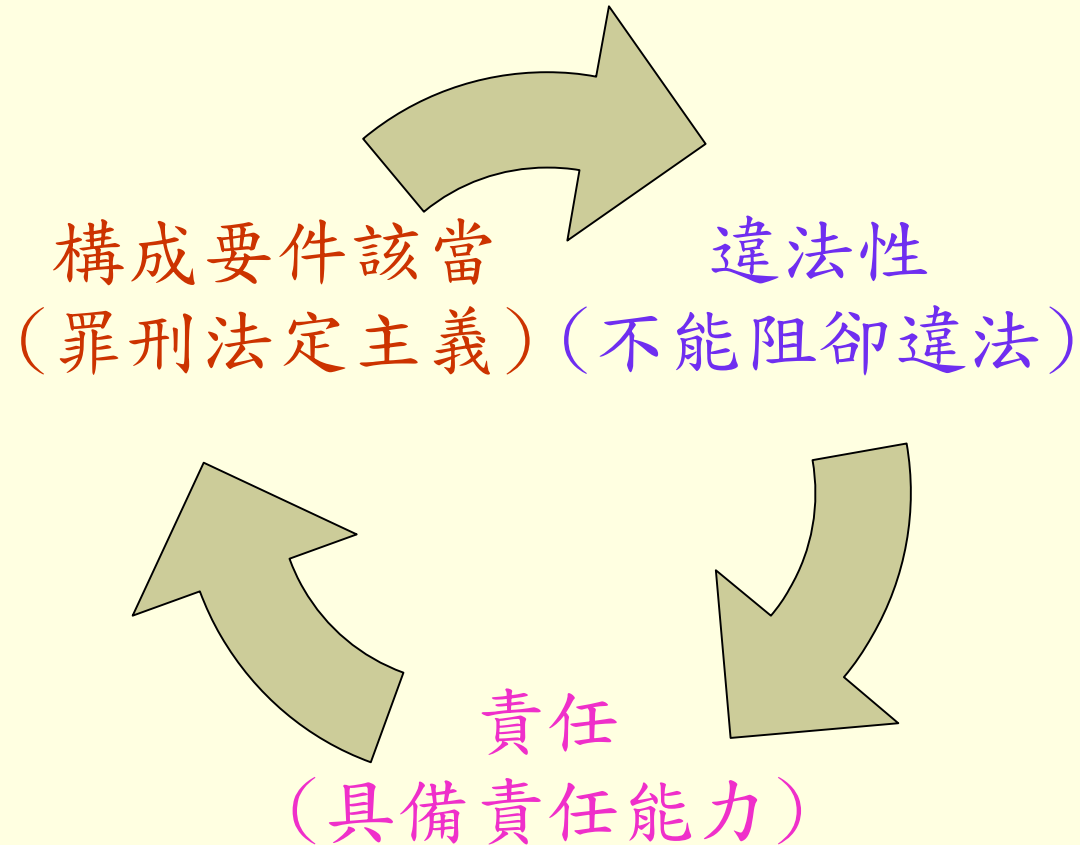 構成要件該當
（罪刑法定主義）
違法性
（不能阻卻違法）
責任
（具備責任能力）